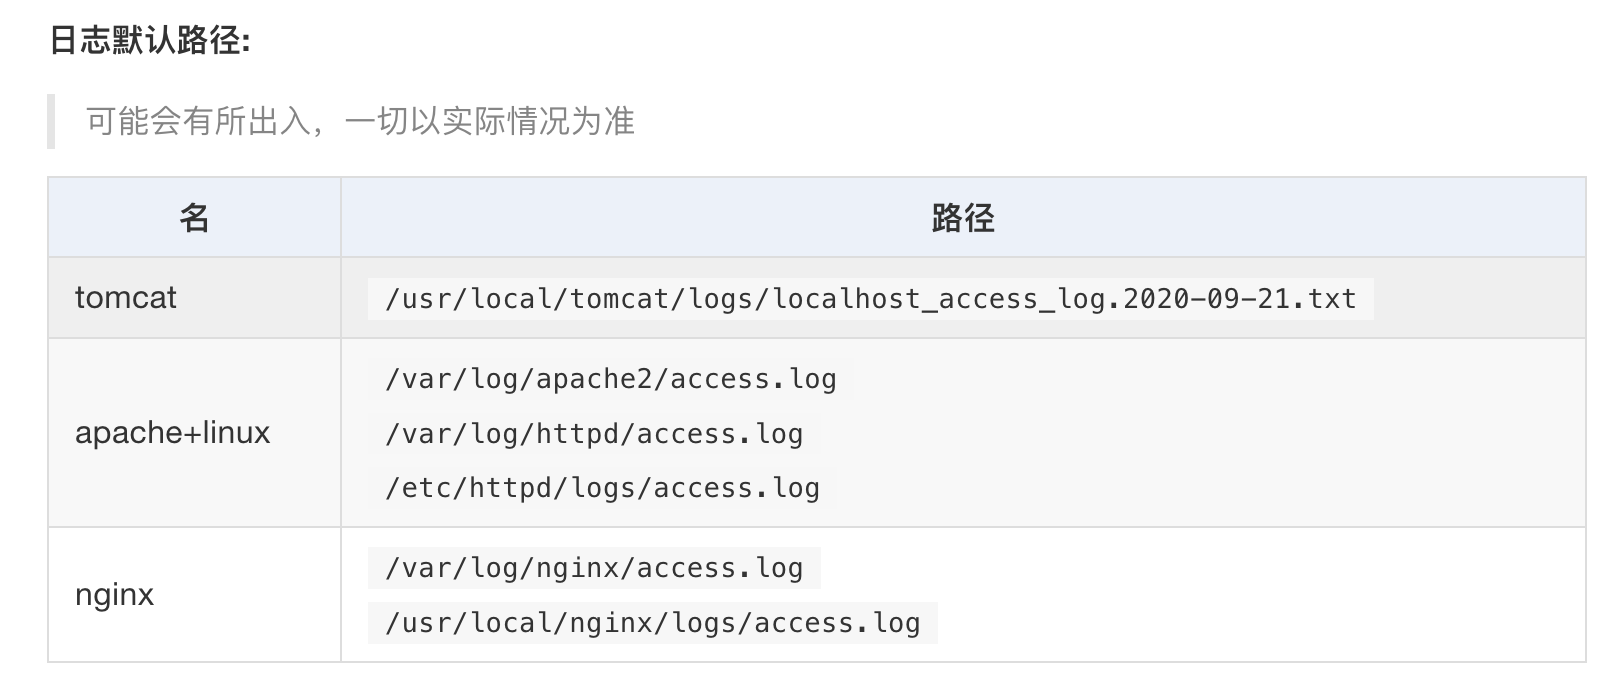 日志默认路径:
可能会有所出入，一切以实际情况为准
名 路径
tomcat /usr/local/tomcat/logs/localhost_access_log.2020-09-21.txt
/var/log/apache2/access.log
apache+linux /var/log/httpd/access.log
/etc/httpd/logs/access.log
nginx /var/log/nginx/access.log
/usr/local/nginx/logs/access.log